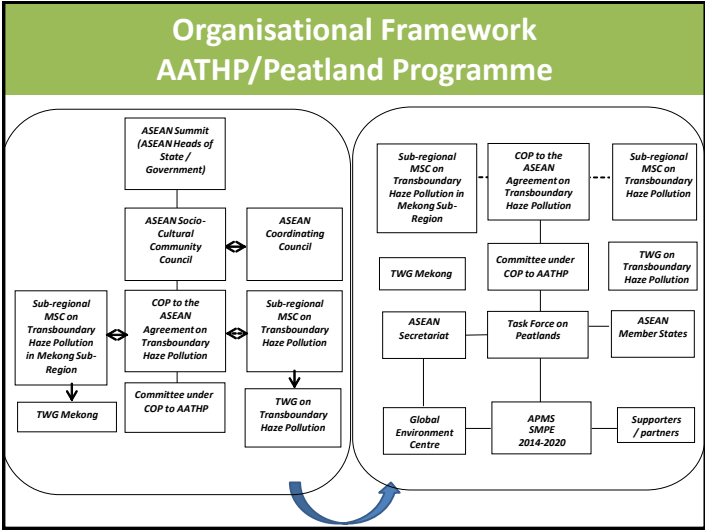 Organisational Framework
AATHP/Peatland Programme
ASEAN Summit
(ASEAN Heads of
State /
Government)
ASEAN Socio-
Cultural
Community
Council
ASEAN
Coordinating
Council
Sub-regional
MSC on
Transboundary
Haze Pollution
in Mekong Sub-
Region
COP to the
ASEAN
Agreement on
Transboundary
Haze Pollution
Sub-regional
MSC on
Transboundary
Haze Pollution
TWG Mekong
Committee under
COP to AATHP
TWG on
Transboundary
Haze Pollution
Sub-regional
MSC on
Transboundary
Haze Pollution in
Mekong Sub-
Region
COP to the
ASEAN
Agreement on
Transboundary
Haze Pollution
Sub-regional
MSC on
Transboundary
Haze Pollution
TWG Mekong
Committee under
COP to AATHP
TWG on
Transboundary
Haze Pollution
ASEAN
Secretariat
Task Force on
Peatlands
ASEAN
Member States
Global
Environment
Centre
APMS
SMPE
2014-2020
Supporters
/ partners